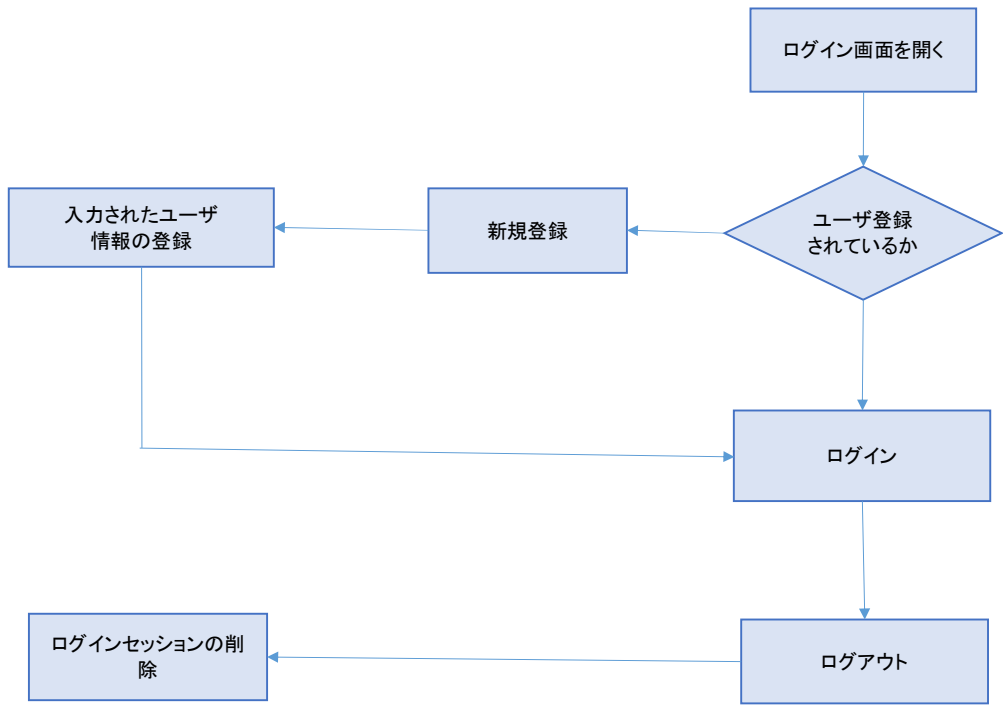 ログイン画面を開く
ユーザ登録
されているか
新規登録
入力されたユーザ
情報の登録
ログイン
ログアウト
ログインセッションの削
除